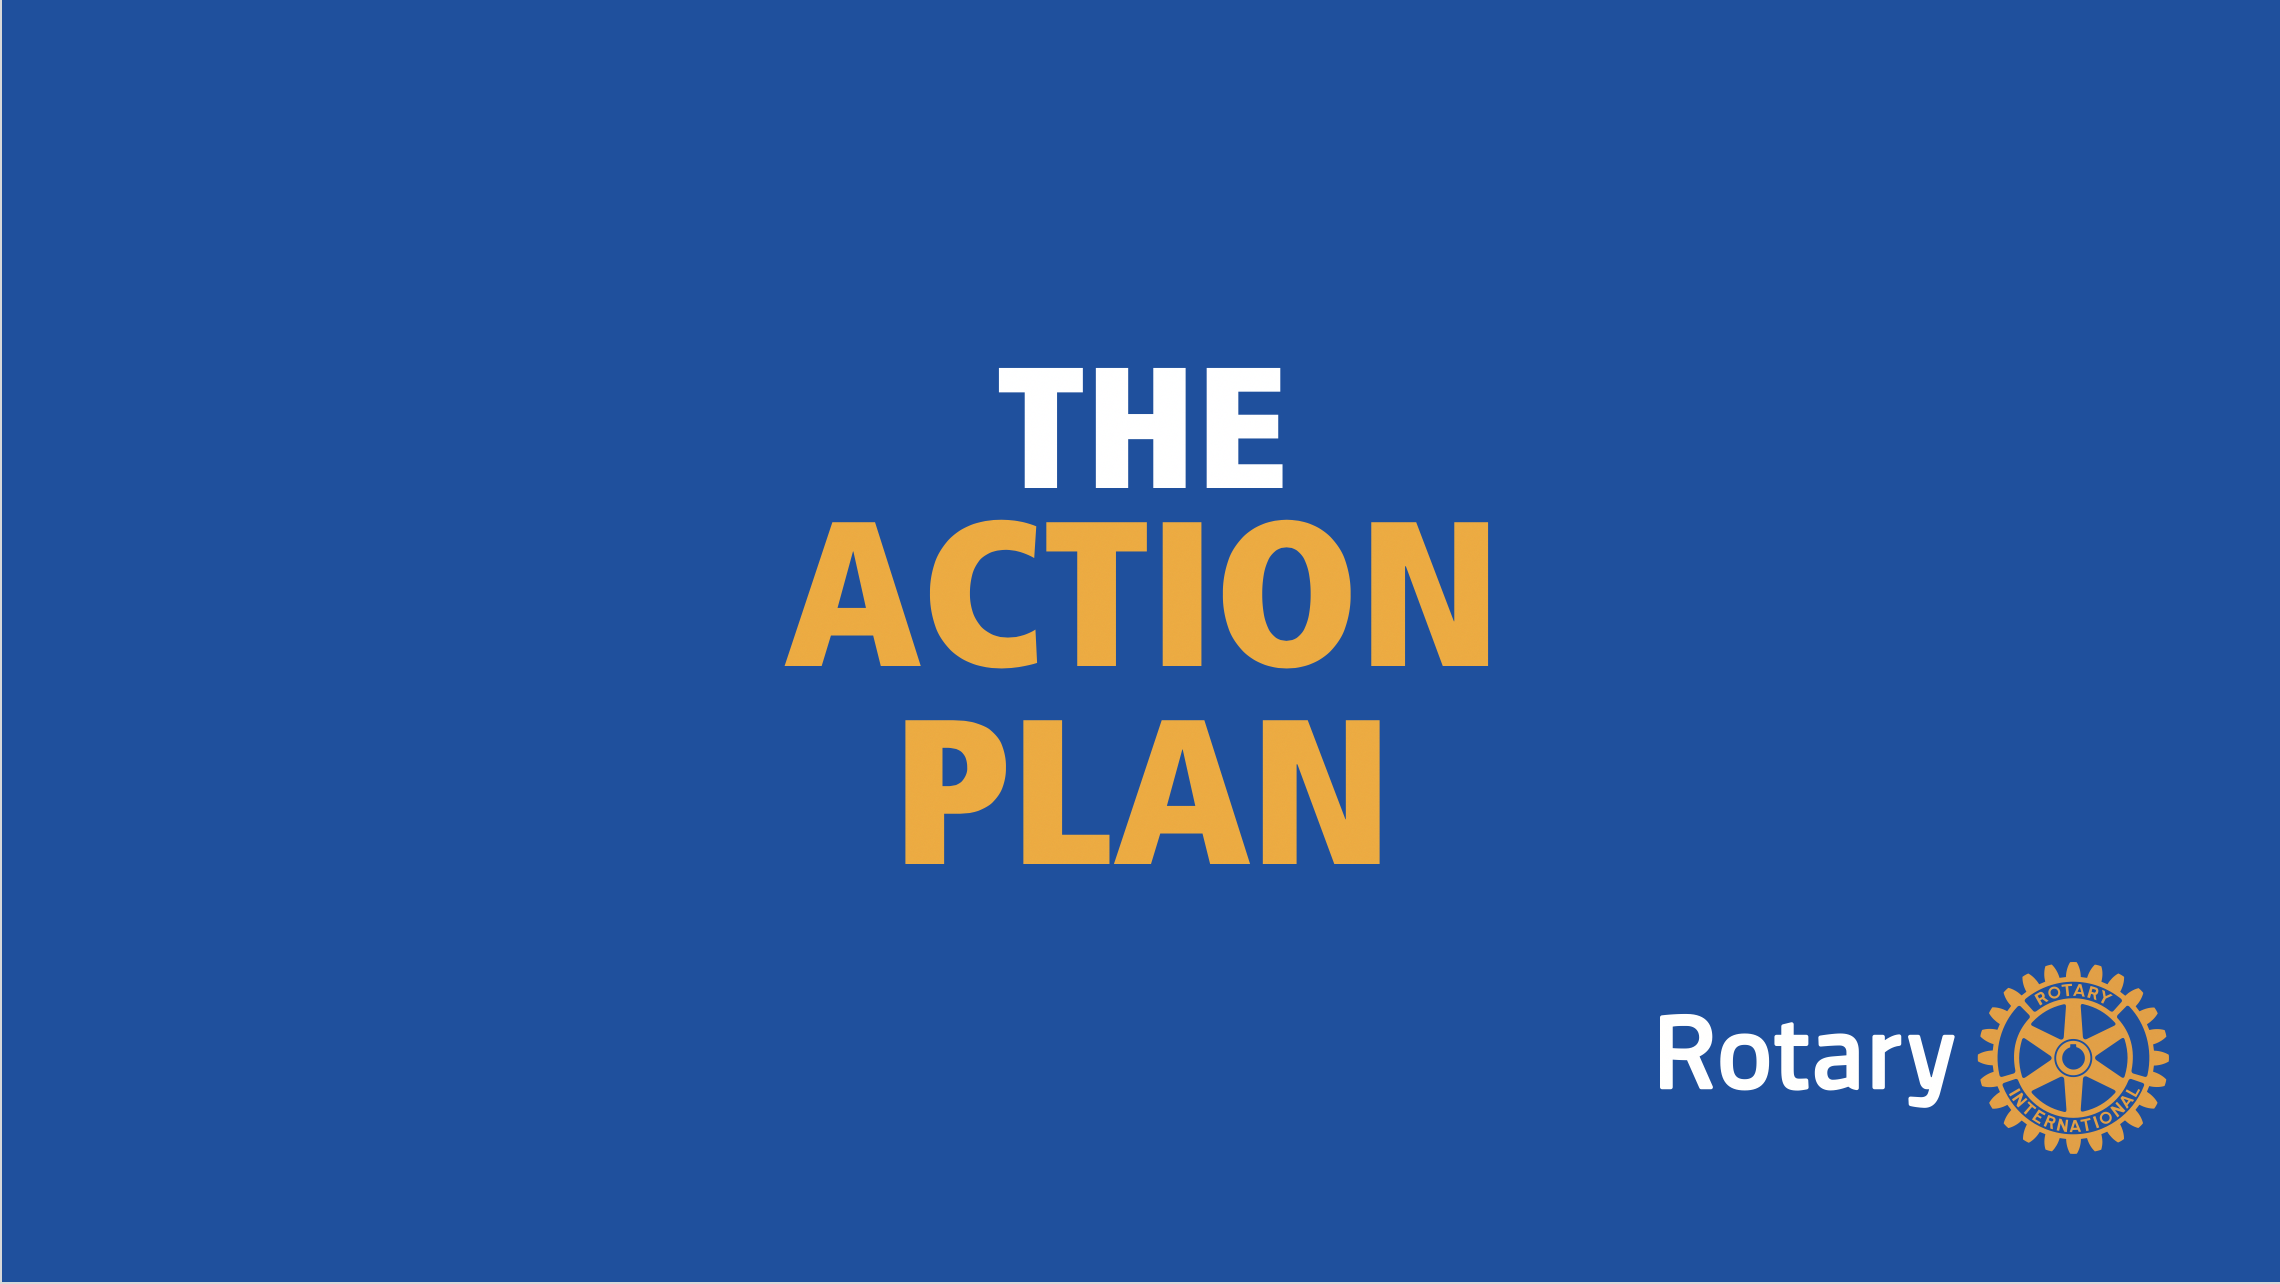 THE
ACTION
PLAN
Rotary
ROTARY
INTERNATIONAL